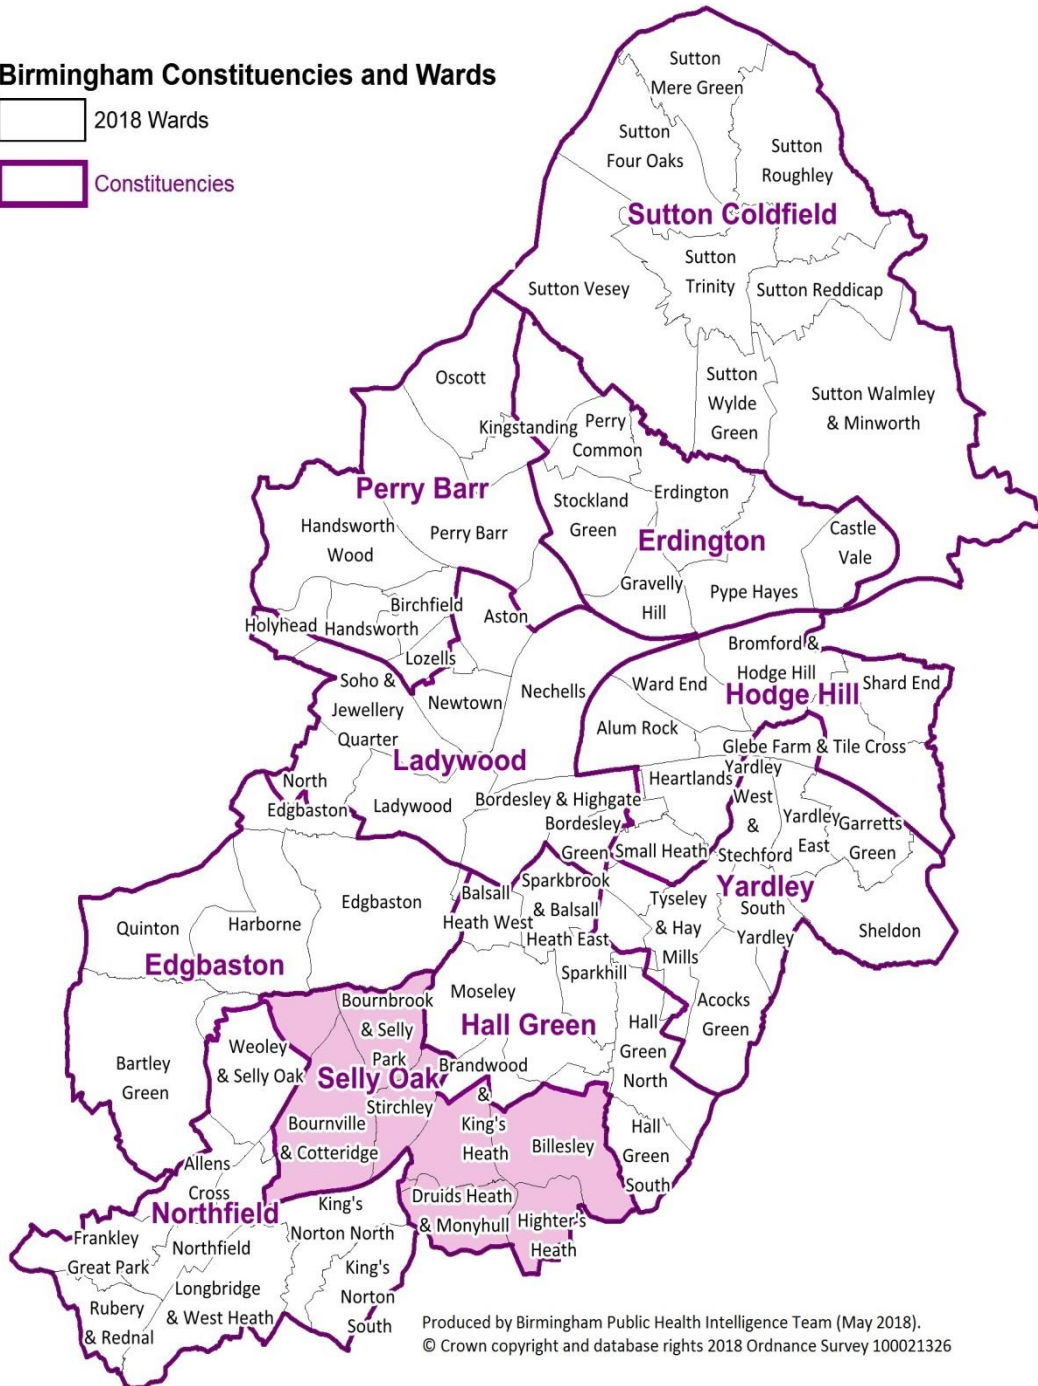 Birmingham Constituencies and Wards
2018 Wards
Constituencies
Sutton
Mere Green
Sutton
Four Oaks
Sutton
Roughley
Sutton Coldfield
Sutton
Trinity
Sutton Vesey
Sutton Reddicap
Sutton
Wylde
Green
Sutton Walmley
& Minworth
Oscott
Kingstanding
Perry
Common
Perry Barr
Handsworth
Wood
Perry Barr
Stockland
Green
Erdington
Erdington
Castle
Vale
Gravelly
Hill
Pype Hayes
Birchfield
Holyhead
Handsworth
Aston
Lozells
Bromford &
Hodge Hill
Ward End
Hodge Hill
Shard End
Soho &
Jewellery
Quarter
Newtown
Nechells
Alum Rock
Ladywood
Glebe Farm & Tile Cross
Heartlands
Yardley
West
&
Stechford
North
Edgbaston
Ladywood
Bordesley & Highgate
Bordesley
Green
Small Heath
Yardley
East
Garretts
Green
Yardley
South
Yardley
Sheldon
Balsall
Heath West
Sparkbrook
& Balsall
Heath East
Tyseley
& Hay
Mills
Edgbaston
Quinton
Harborne
Edgbaston
Sparkhill
Moseley
Hall Green
Acocks
Green
Hall
Green
North
Bournbrook
& Selly
Park
Weoley
& Selly Oak
Selly Oak
Brandwood
&
King's
Heath
Bartley
Green
Stirchley
Bournville
& Cotteridge
Billesley
Hall
Green
South
Allens
Cross
Northfield
King's
Norton North
Druids Heath
& Monyhull
Highter's
Heath
Frankley
Great Park
Northfield
King's
Norton
South
Longbridge
& West Heath
Rubery
& Rednal
Produced by Birmingham Public Health Intelligence Team (May 2018).
© Crown copyright and database rights 2018 Ordnance Survey 100021326